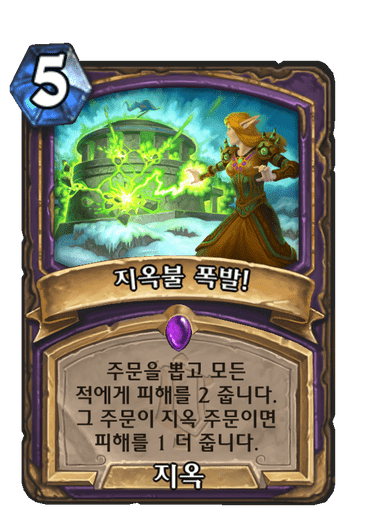 5
지옥불 폭발!
주문을 뽑고 모든
적에게 피해를 2 줍니다.
그 주문이 지옥 주문이면
피해를 1 더 줍니다.
지옥